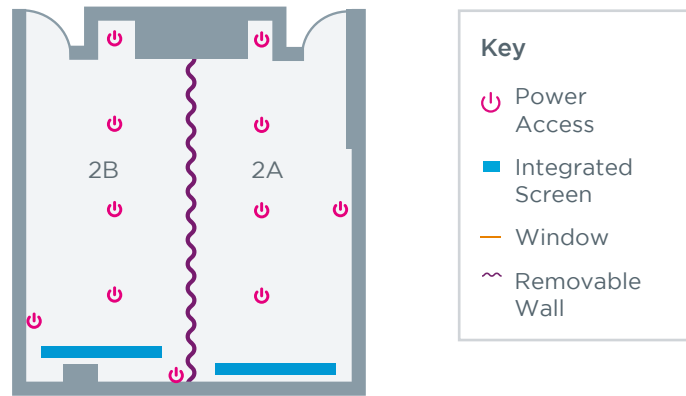 2B
2A
Key
Power
Access
Integrated
Screen
Window
Removable
Wall